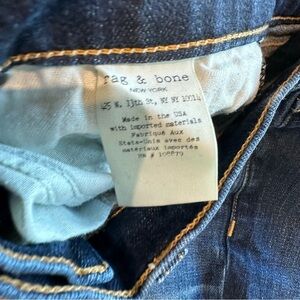 rag & bone
NEW YORK
425 W. 13th St, NY NY 10014
Made in the USA
with imported materials
Fabriqué Aux
États-Unis avec des
matériaux importés
RN # 108879